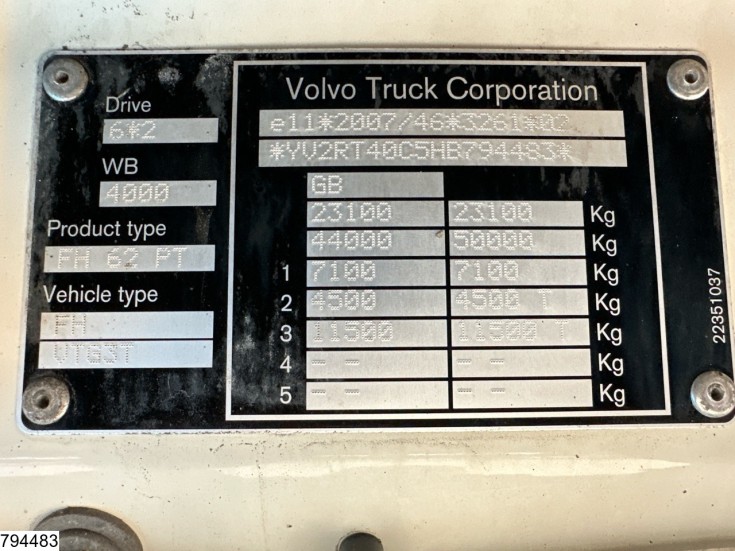 Drive
6*2
WB
4000
Product type
FH 62 PT
Vehicle type
FH
VTG3T
Volvo Truck Corporation
e11*2007/46*3261*02
*YV2RT40C5HB794483*
GB
23100 23100 Kg
44000 50000 Kg
1 7100 7100 Kg
2 4500 4500 T Kg
3 11500 11500 T Kg
4 - - - - Kg
5 - - - - Kg
22351037
794483